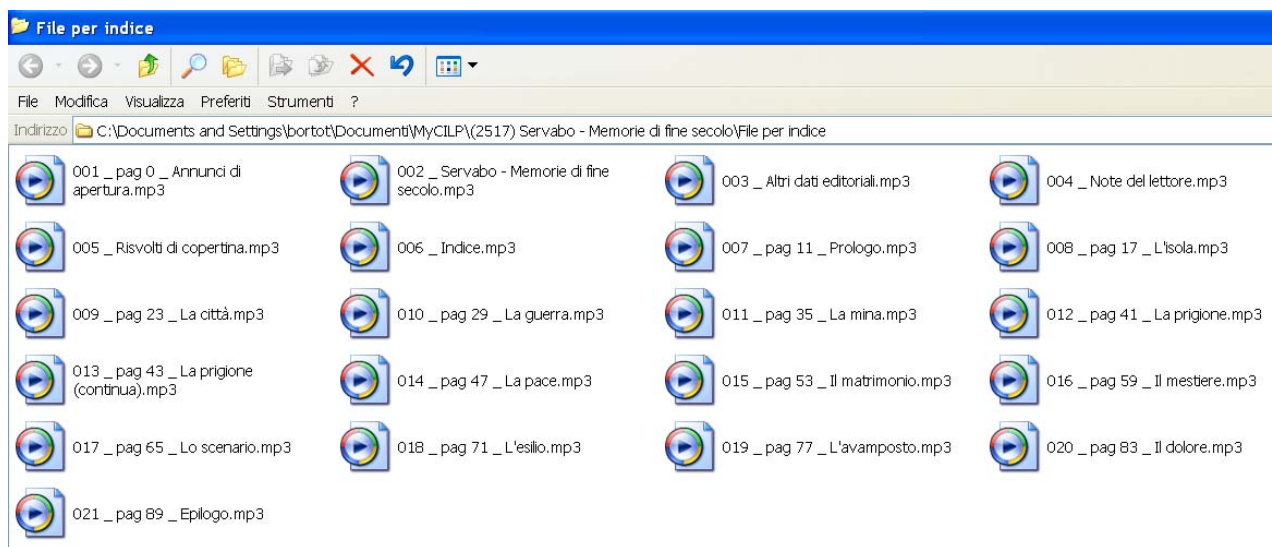 File per indice
File Modifica Visualizza Preferiti Strumenti ?
Indirizzo C:\Documents and Settings\bortot\Documenti\MyCILP\(2517) Servabo - Memorie di fine secolo\File per indice
001 _ pag 0 _ Annunci di
apertura.mp3
002 _ Servabo - Memorie di fine
secolo.mp3
003 _ Altri dati editoriali.mp3
004 _ Note del lettore.mp3
005 _ Risvolti di copertina.mp3
006 _ Indice.mp3
007 _ pag 11 _ Prologo.mp3
008 _ pag 17 _ L'isola.mp3
009 _ pag 23 _ La città.mp3
010 _ pag 29 _ La guerra.mp3
011 _ pag 35 _ La mina.mp3
012 _ pag 41 _ La prigione.mp3
013 _ pag 43 _ La prigione
(continua).mp3
014 _ pag 47 _ La pace.mp3
015 _ pag 53 _ Il matrimonio.mp3
016 _ pag 59 _ Il mestiere.mp3
017 _ pag 65 _ Lo scenario.mp3
018 _ pag 71 _ L'esilio.mp3
019 _ pag 77 _ L'avamposto.mp3
020 _ pag 83 _ Il dolore.mp3
021 _ pag 89 _ Epilogo.mp3